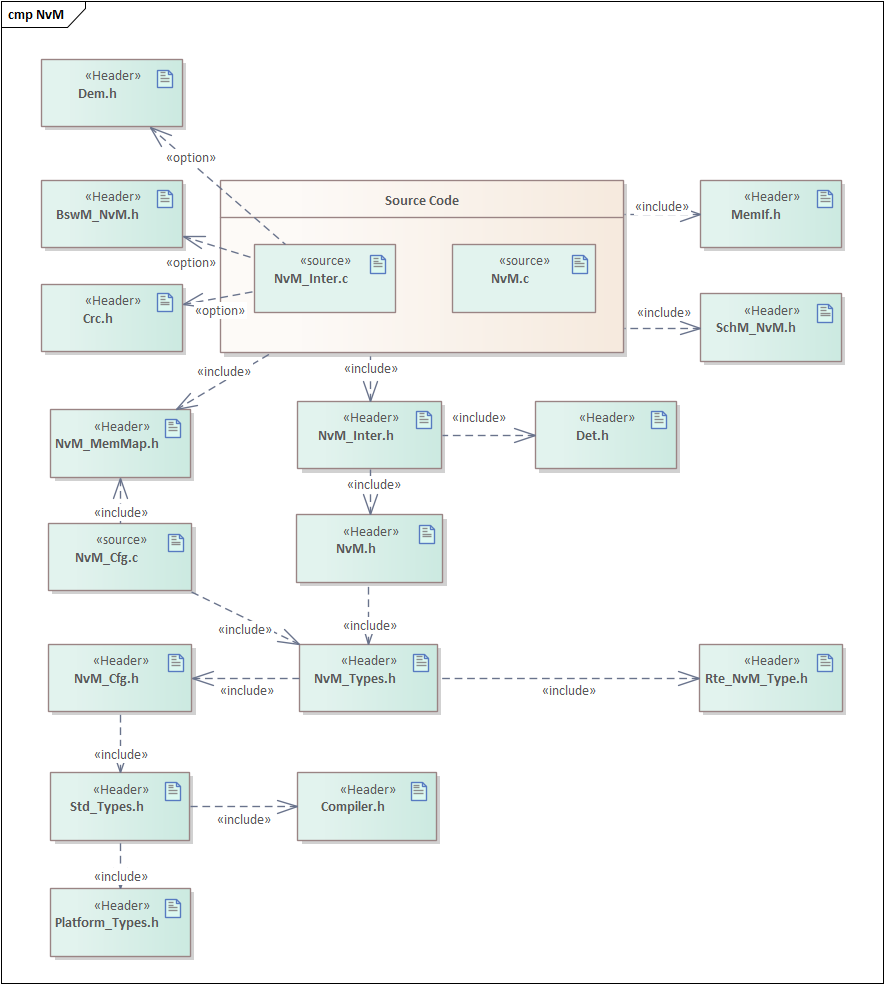 cmp NvM
«Header»
Dem.h
«option»
«Header»
BswM_NvM.h
«option»
«Header»
Crc.h
«option»
Source Code
«source»
NvM_Inter.c
«source»
NvM.c
«include»
«Header»
MemIf.h
«include»
«Header»
SchM_NvM.h
«include»
«include»
«Header»
NvM_MemMap.h
«Header»
NvM_Inter.h
«include»
«Header»
Det.h
«include»
«include»
«source»
NvM_Cfg.c
«Header»
NvM.h
«include»
«include»
«Header»
NvM_Cfg.h
«include»
«Header»
NvM_Types.h
«include»
«Header»
Rte_NvM_Type.h
«include»
«Header»
Std_Types.h
«include»
«Header»
Compiler.h
«include»
«Header»
Platform_Types.h